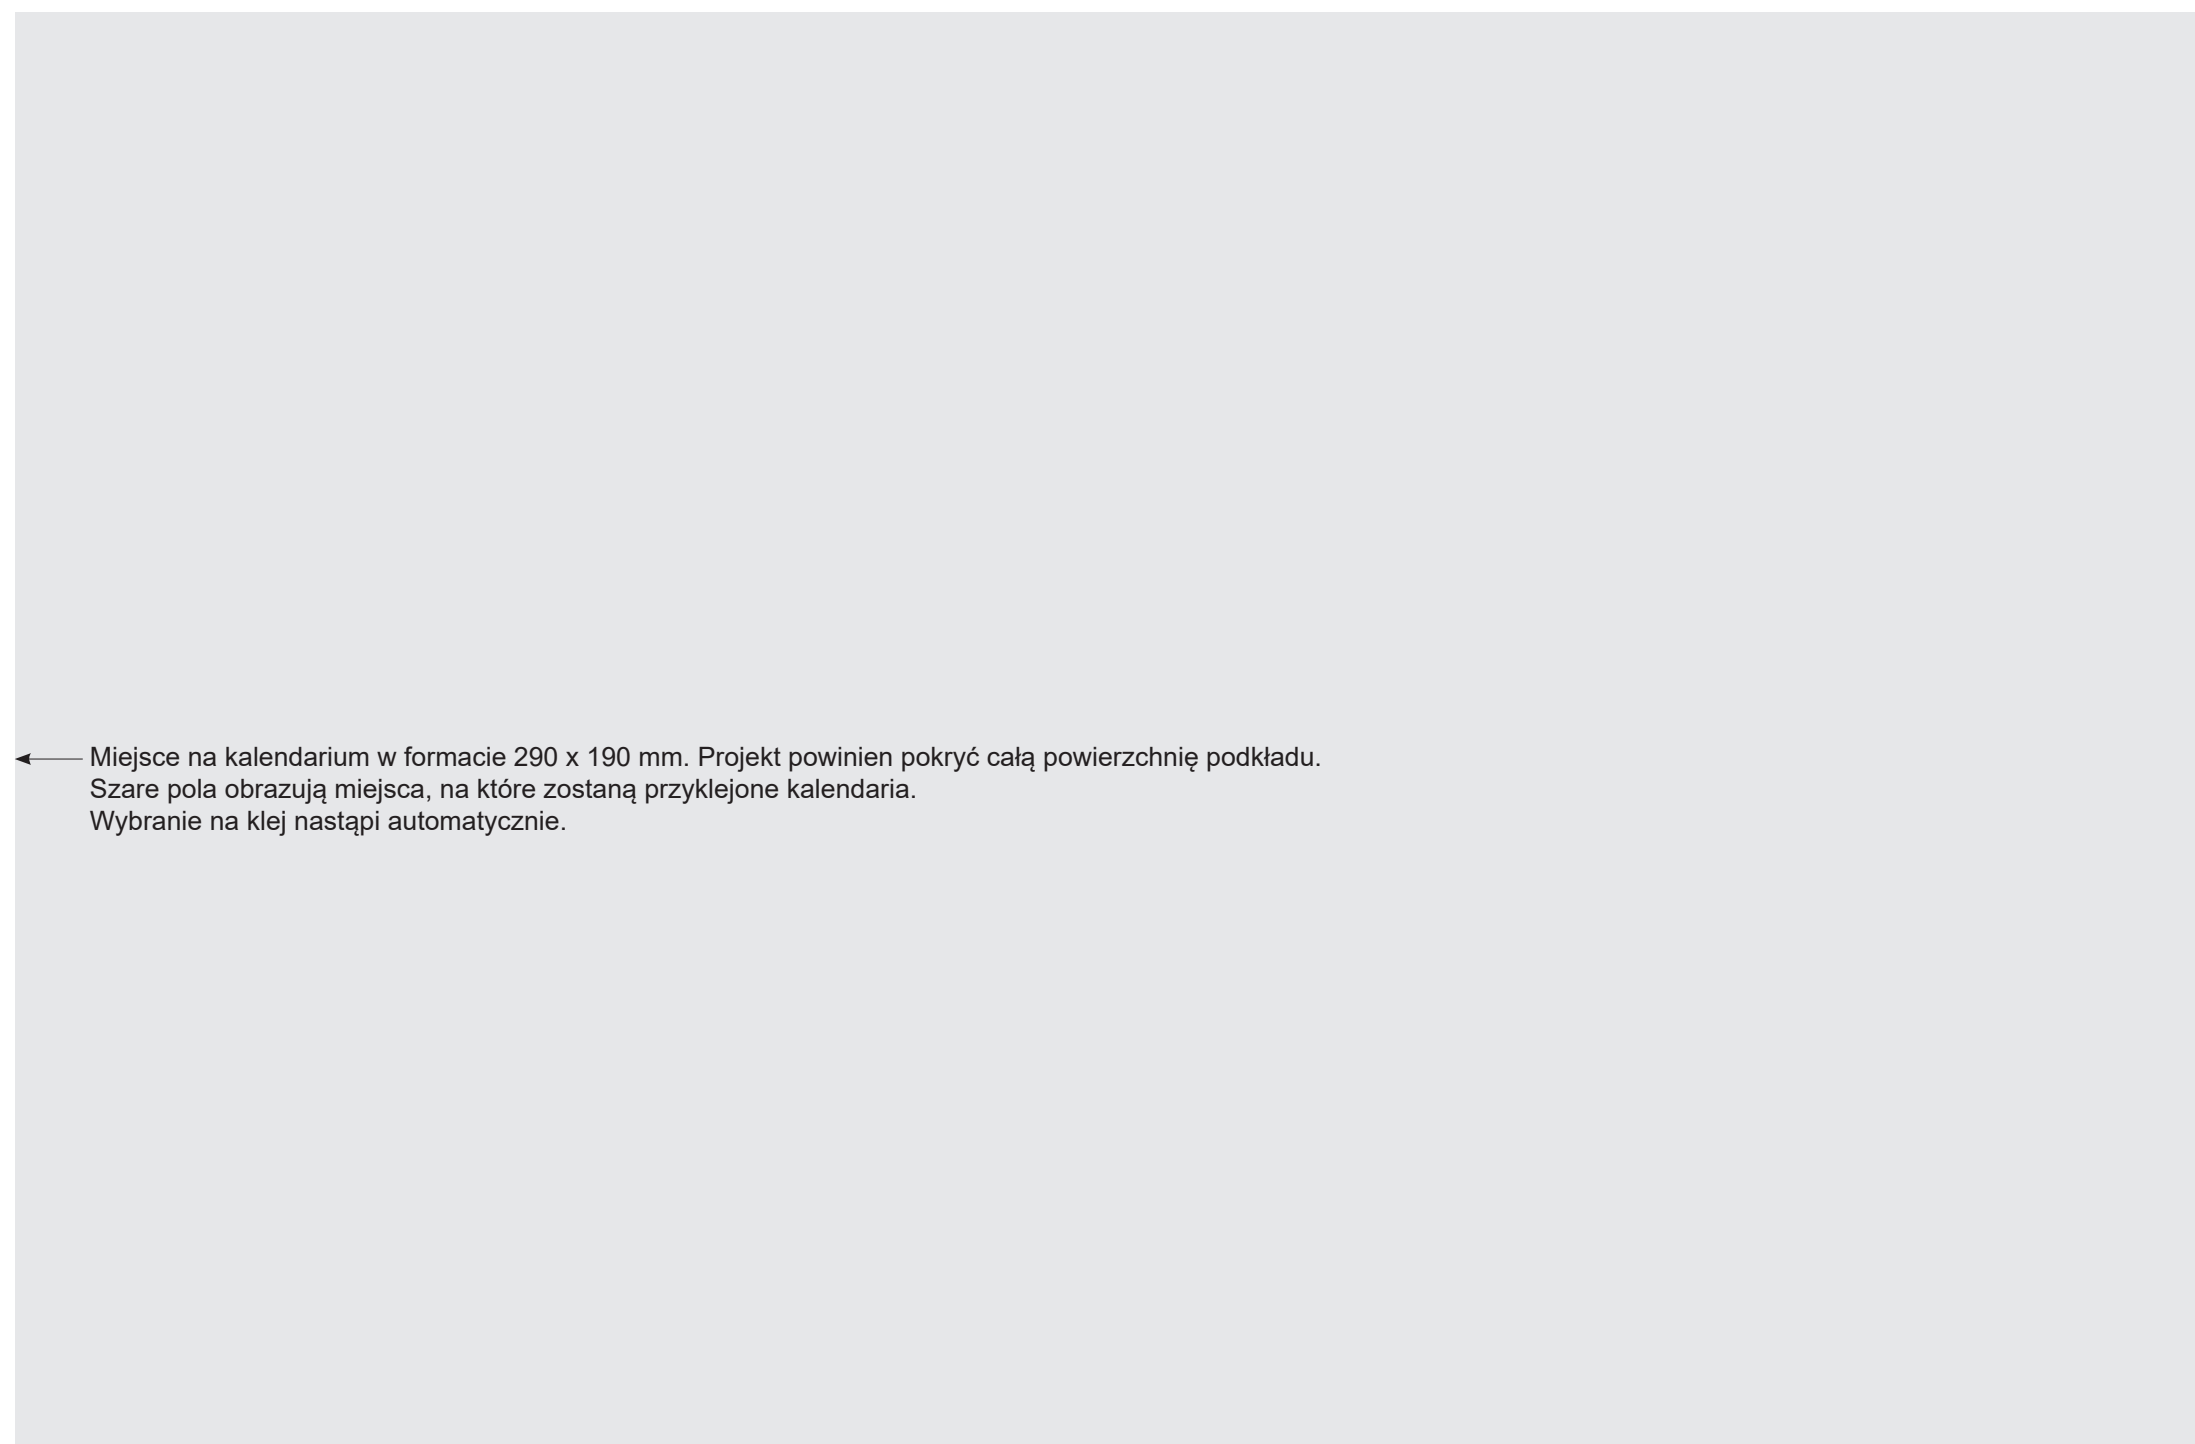 Miejsce na kalendarium w formacie 290 x 190 mm. Projekt powinien pokryć całą powierzchnię podkładu.
Szare pola obrazują miejsca, na które zostaną przyklejone kalendaria.
Wybranie na klej nastąpi automatycznie.